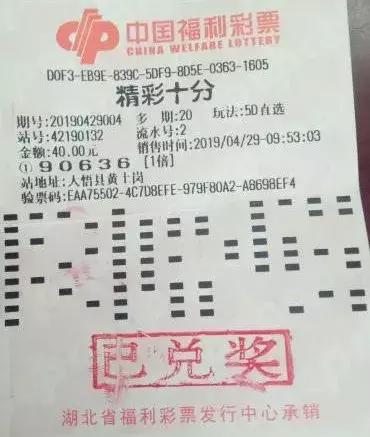 中国福利彩票
CHINA WELFARE LOTTERY
D0F3-EB9E-839C-5DF9-8D5E-0363-1605
精彩十分
期号:20190429004 多 期:20 玩法:5D直选
站号:42190132 流水号:2
金额:40.00元 销售时间:2019/04/29-09:53:03
①90636 [1倍]
站地址:大悟县黄土岗
验票码:EAA75502-4C7D8EFE-979F80A2-A8698EF4
已兑奖
湖北省福利彩票发行中心承销